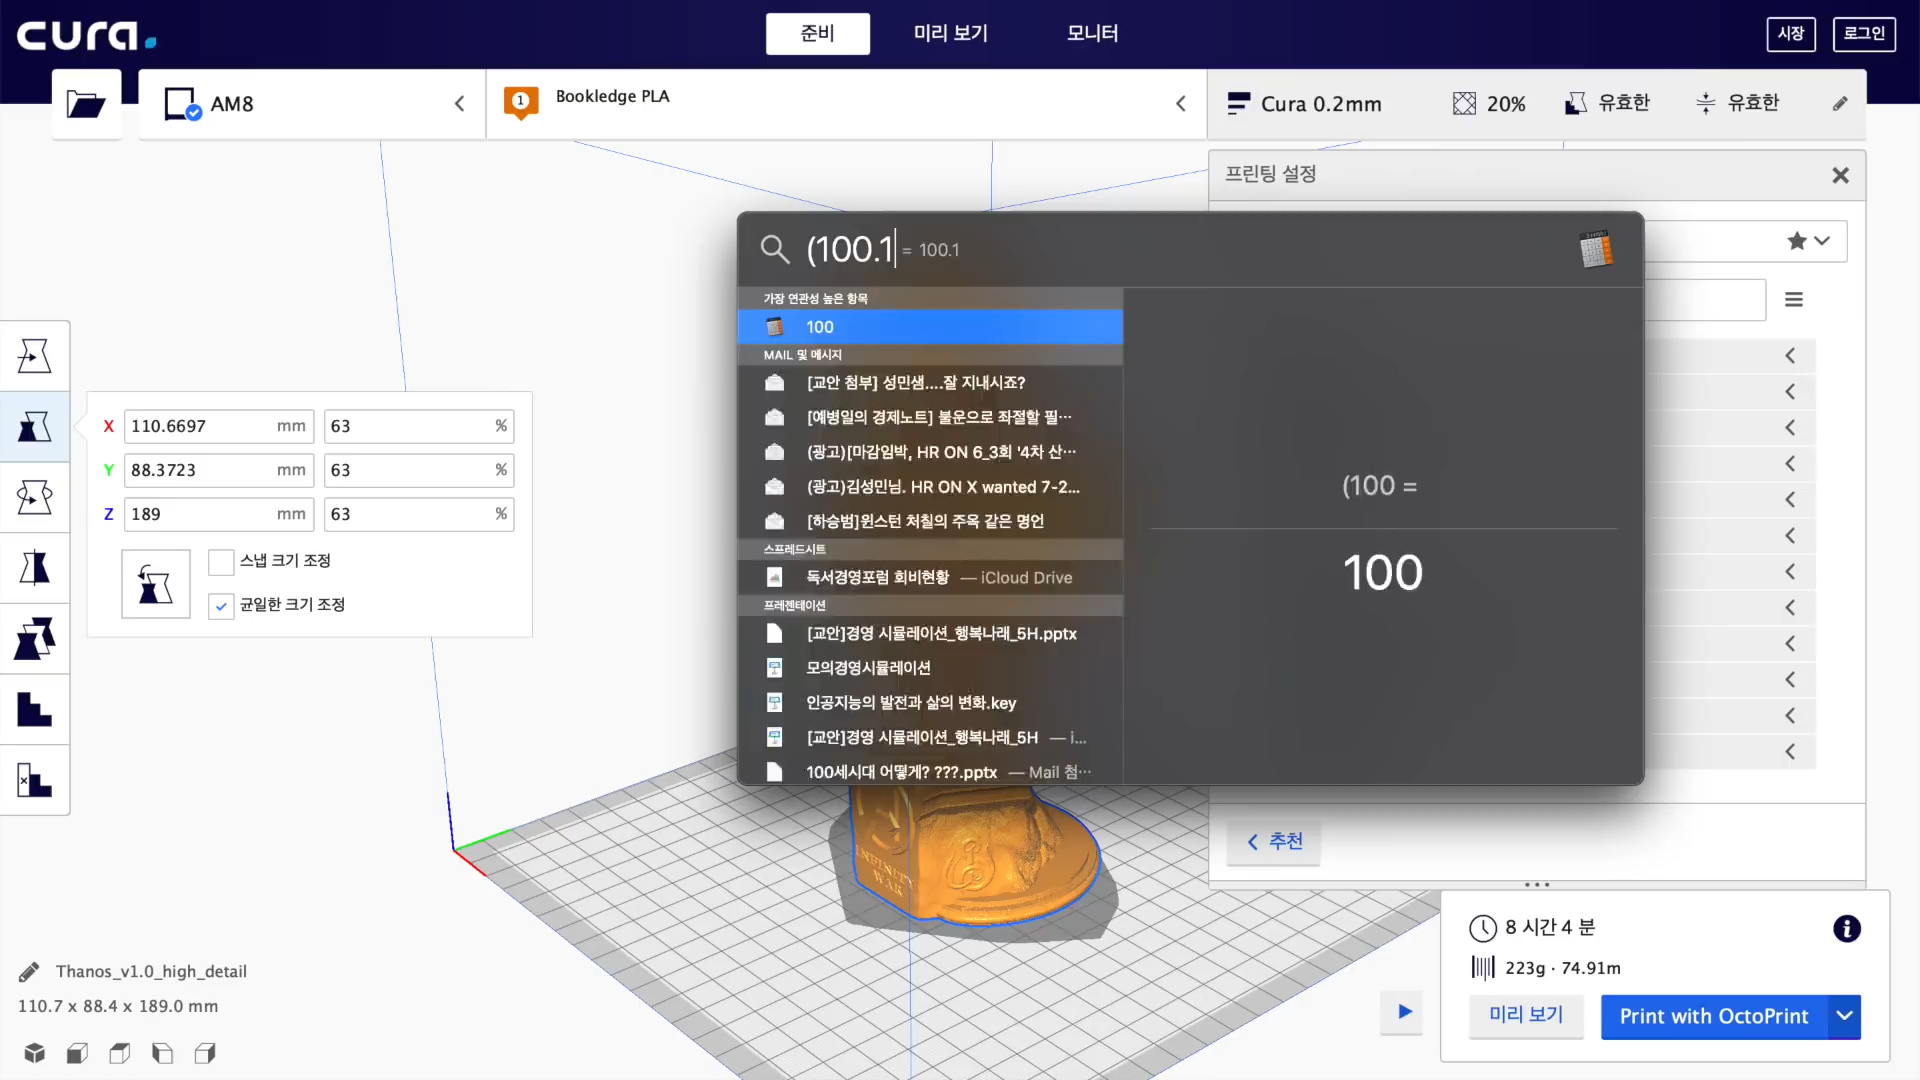 cura.
준비
미리 보기
모니터
시장
로그인
AM8
1
Bookledge PLA
Cura 0.2mm
20%
유효한
유효한
프린팅 설정
(100.1 = 100.1
가장 연관성 높은 항목
100
MAIL 및 메시지
[교안 첨부] 성민샘....잘 지내시죠?
[예병일의 경제노트] 불운으로 좌절할 필…
(광고)[마감임박, HR ON 6_3회 '4차 산…
(광고)김성민님. HR ON X wanted 7-2...
[하승범]윈스턴 처칠의 주옥 같은 명언
스프레드시트
독서경영포럼 회비현황 — iCloud Drive
프레젠테이션
[교안]경영 시뮬레이션_행복나래_5H.pptx
모의경영시뮬레이션
인공지능의 발전과 삶의 변화.key
[교안]경영 시뮬레이션_행복나래_5H — i...
100세시대 어떻게? ???.pptx — Mail 첨…
(100 =
100
X 110.6697 mm 63 %
Y 88.3723 mm 63 %
Z 189 mm 63 %
스냅 크기 조정
균일한 크기 조정
INFINITY
WAR
추천
8 시간 4 분
223g · 74.91m
미리 보기
Print with OctoPrint
Thanos_v1.0_high_detail
110.7 x 88.4 x 189.0 mm